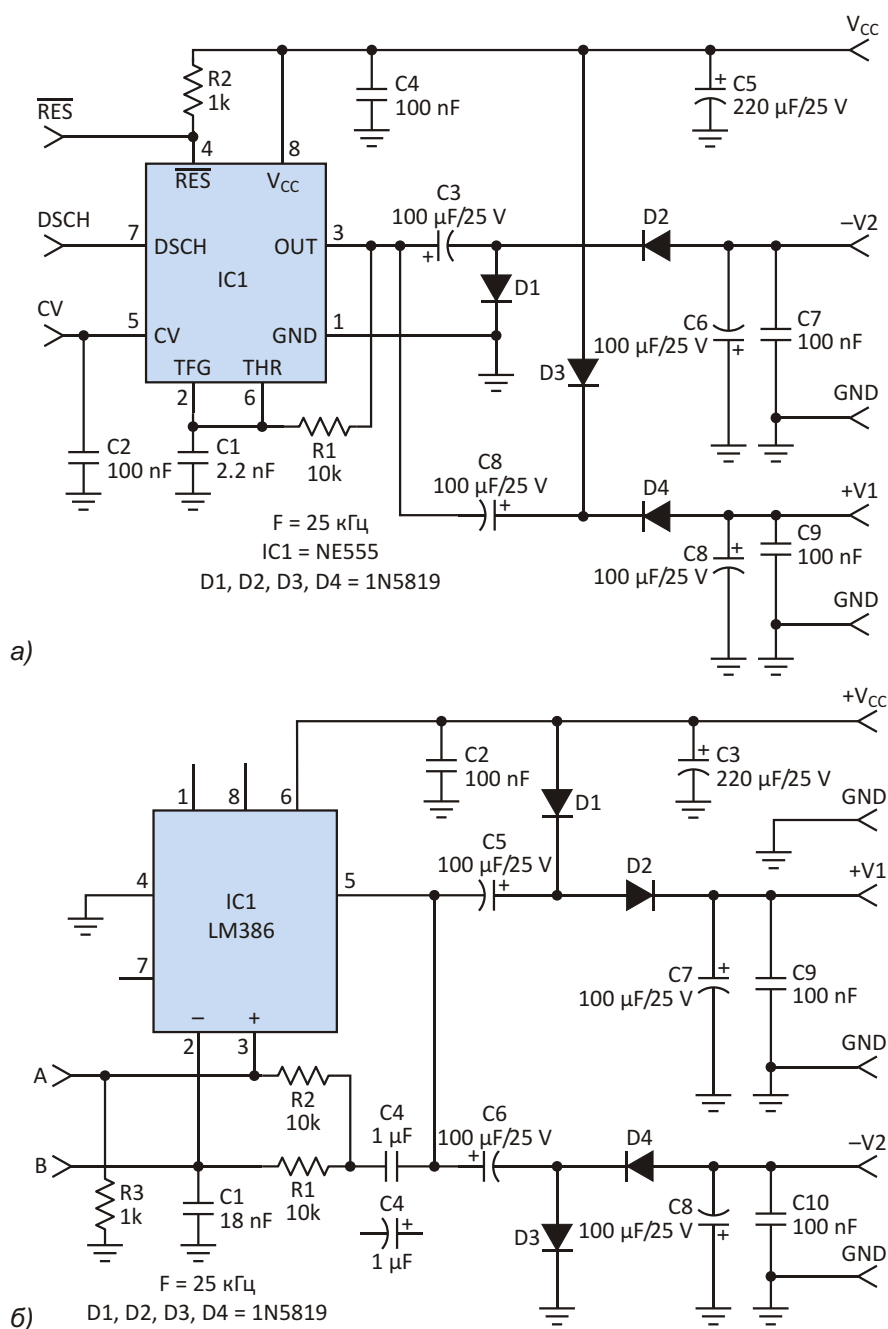 V_CC
R2
1k
C4
100 nF
+
C5
220 µF/25 V
RES
4
8
RES
V_CC
C3
100 µF/25 V
+
D2
–V2
DSCH
7
DSCH
OUT
3
IC1
D1
CV
5
CV
GND
1
C6
100 µF/25 V
+
C7
100 nF
TFG
THR
2
6
D3
GND
R1
10k
C2
100 nF
C1
2.2 nF
C8
100 µF/25 V
+
D4
+V1
F = 25 кГц
IC1 = NE555
D1, D2, D3, D4 = 1N5819
C8
100 µF/25 V
+
C9
100 nF
GND
а)
+V_CC
C2
100 nF
+
C3
220 µF/25 V
1
8
6
D1
GND
C5
100 µF/25 V
+
D2
+V1
4
IC1
LM386
5
7
C7
100 µF/25 V
+
C9
100 nF
–
+
2
3
GND
A
R2
10k
C4
1 µF
C6
100 µF/25 V
+
D4
–V2
B
R1
10k
R3
1k
C1
18 nF
C4
+
1 µF
D3
C8
100 µF/25 V
+
C10
100 nF
GND
F = 25 кГц
D1, D2, D3, D4 = 1N5819
б)